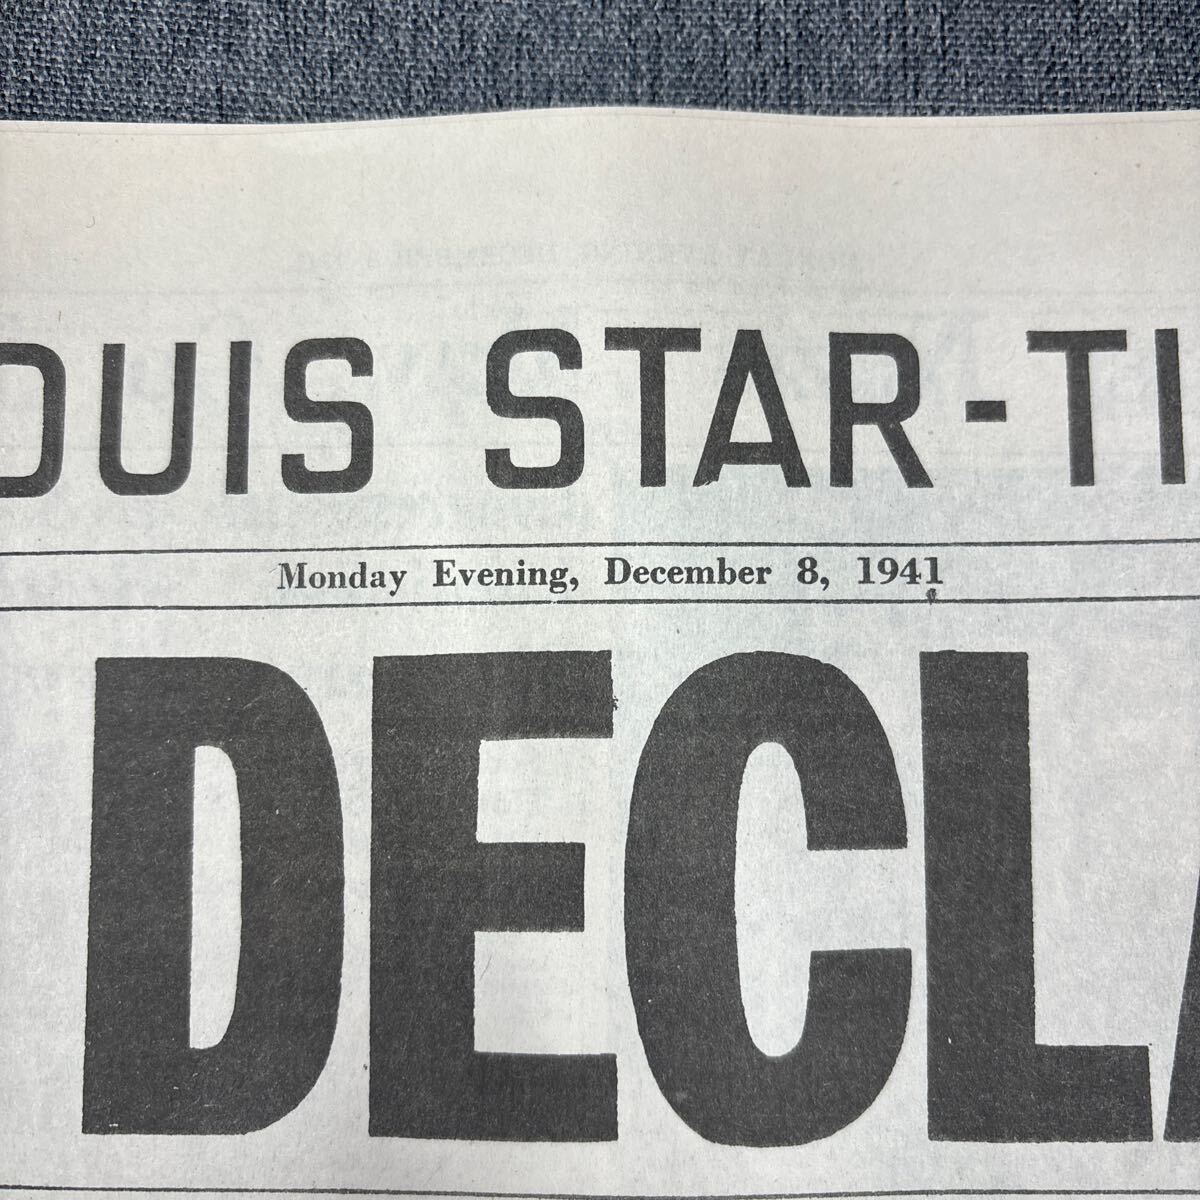 OUIS STAR-TI
Monday Evening, December 8, 1941
DECLA